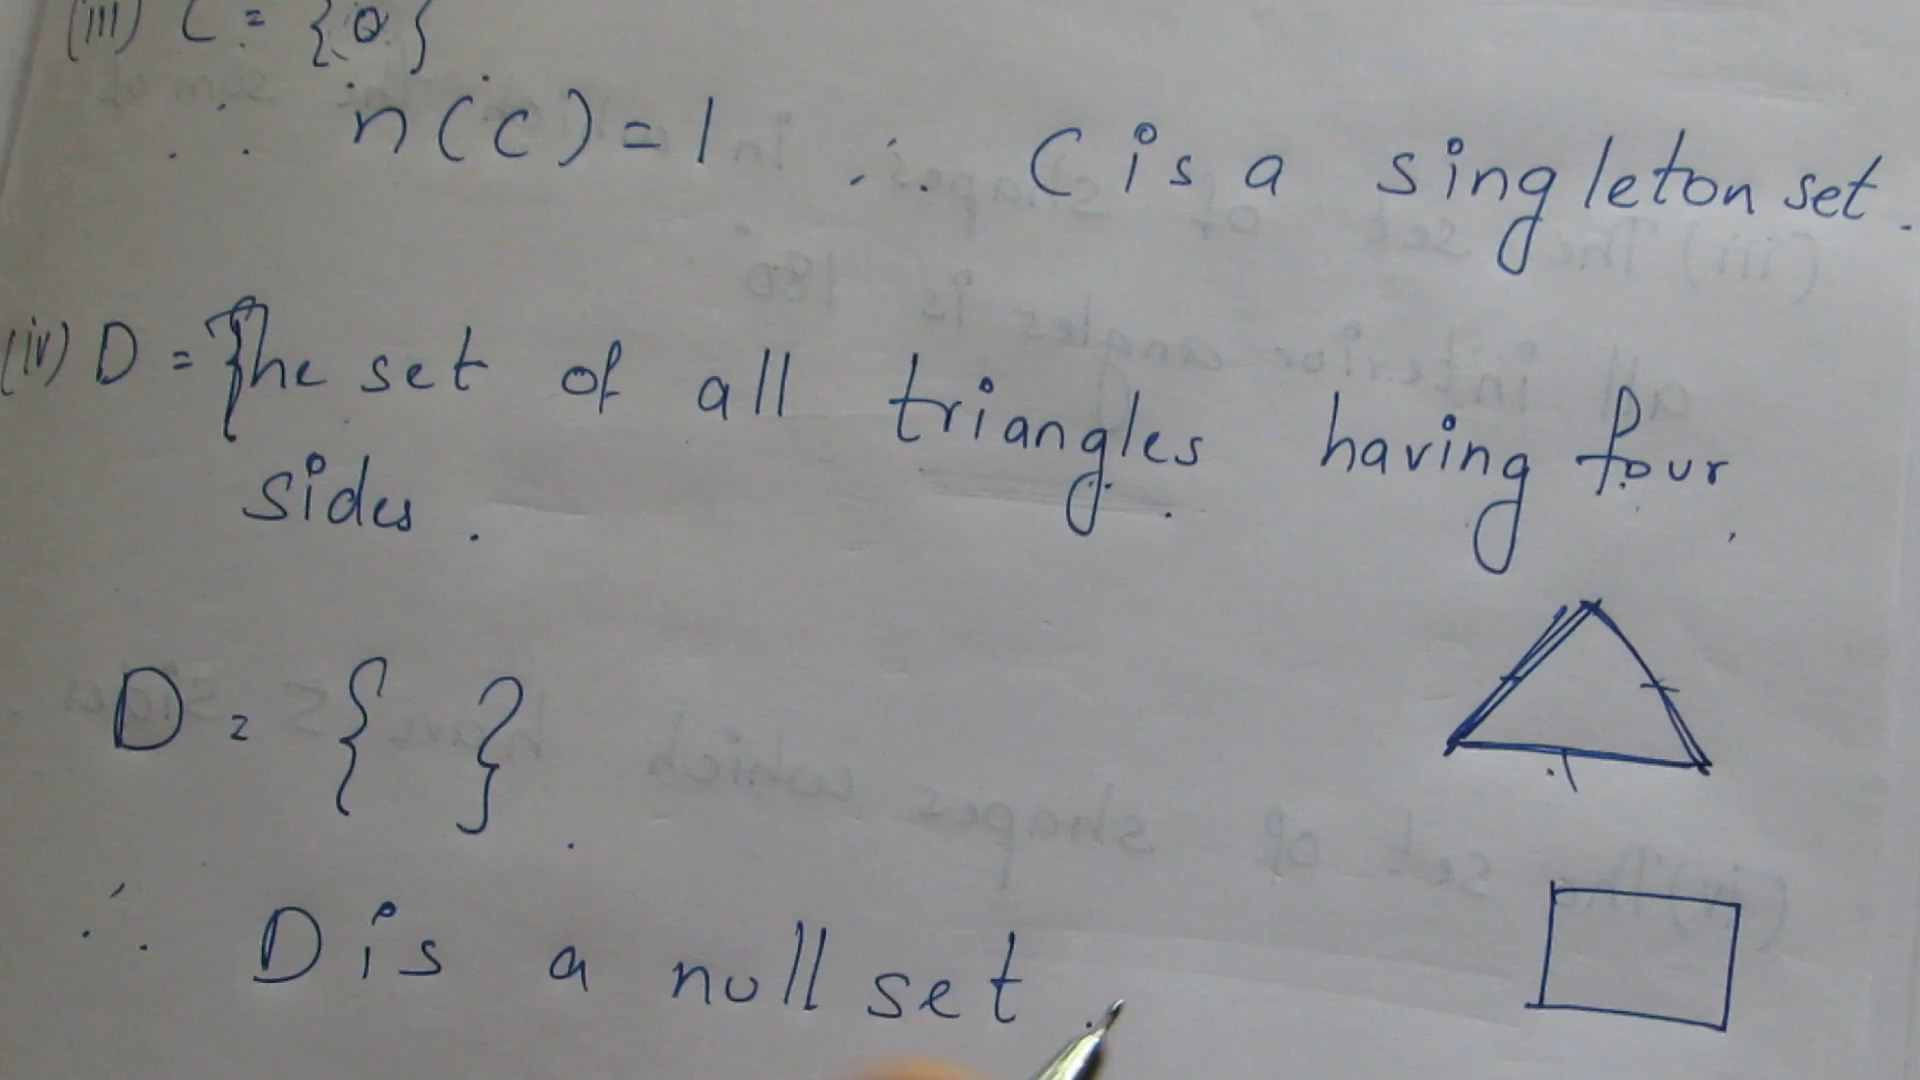 (iii) C = {0}
∴ n(c) = 1 ∴ C is a singleton set.
(iv) D = The set of all triangles having four
sides.
D = { }.
∴ D is a null set.